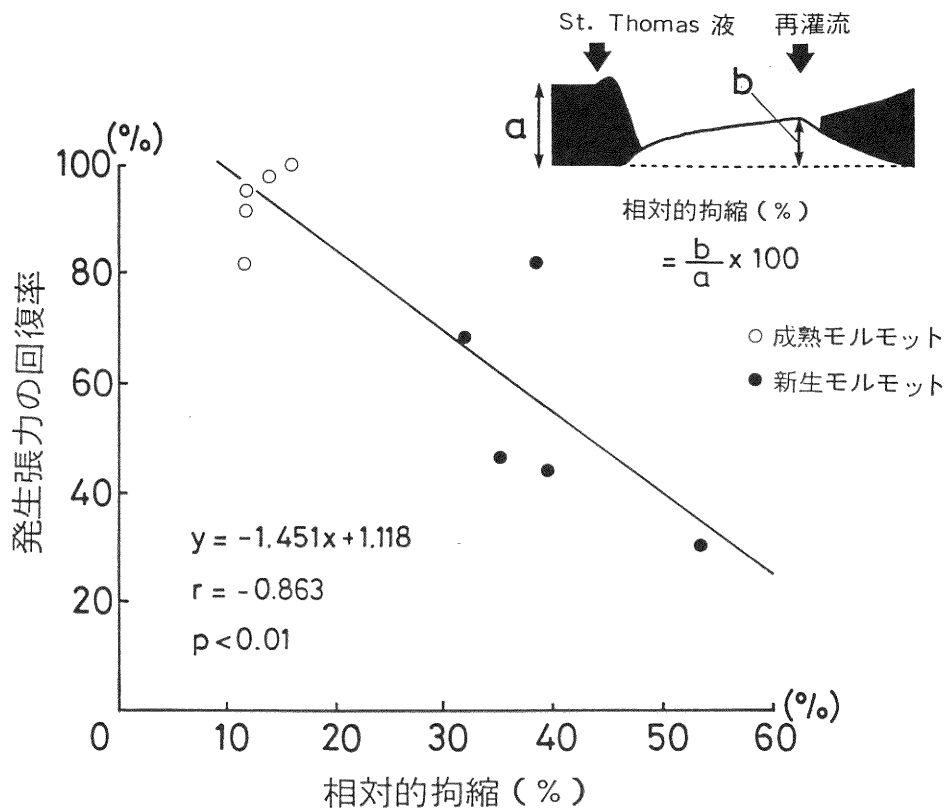 St. Thomas 液 再灌流
a
b
相対的拘縮 ( % )
= b/a × 100
○ 成熟モルモット
● 新生モルモット
(%)
100
80
60
40
20
発生張力の回復率
y = -1.451x+1.118
r = -0.863
p < 0.01
0 10 20 30 40 50 60
(%)
相対的拘縮 ( % )